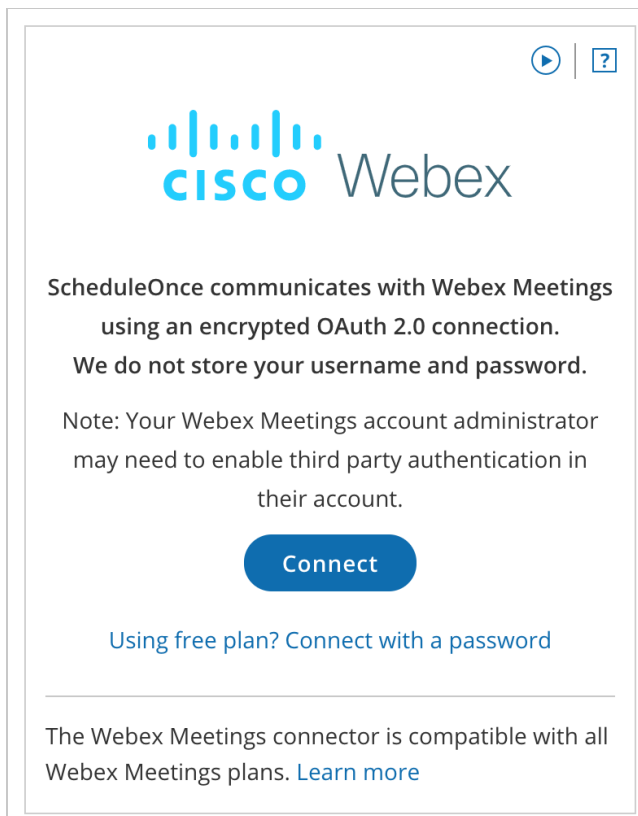 ?
CISCO Webex
ScheduleOnce communicates with Webex Meetings
using an encrypted OAuth 2.0 connection.
We do not store your username and password.
Note: Your Webex Meetings account administrator
may need to enable third party authentication in
their account.
Connect
Using free plan? Connect with a password
The Webex Meetings connector is compatible with all
Webex Meetings plans. Learn more